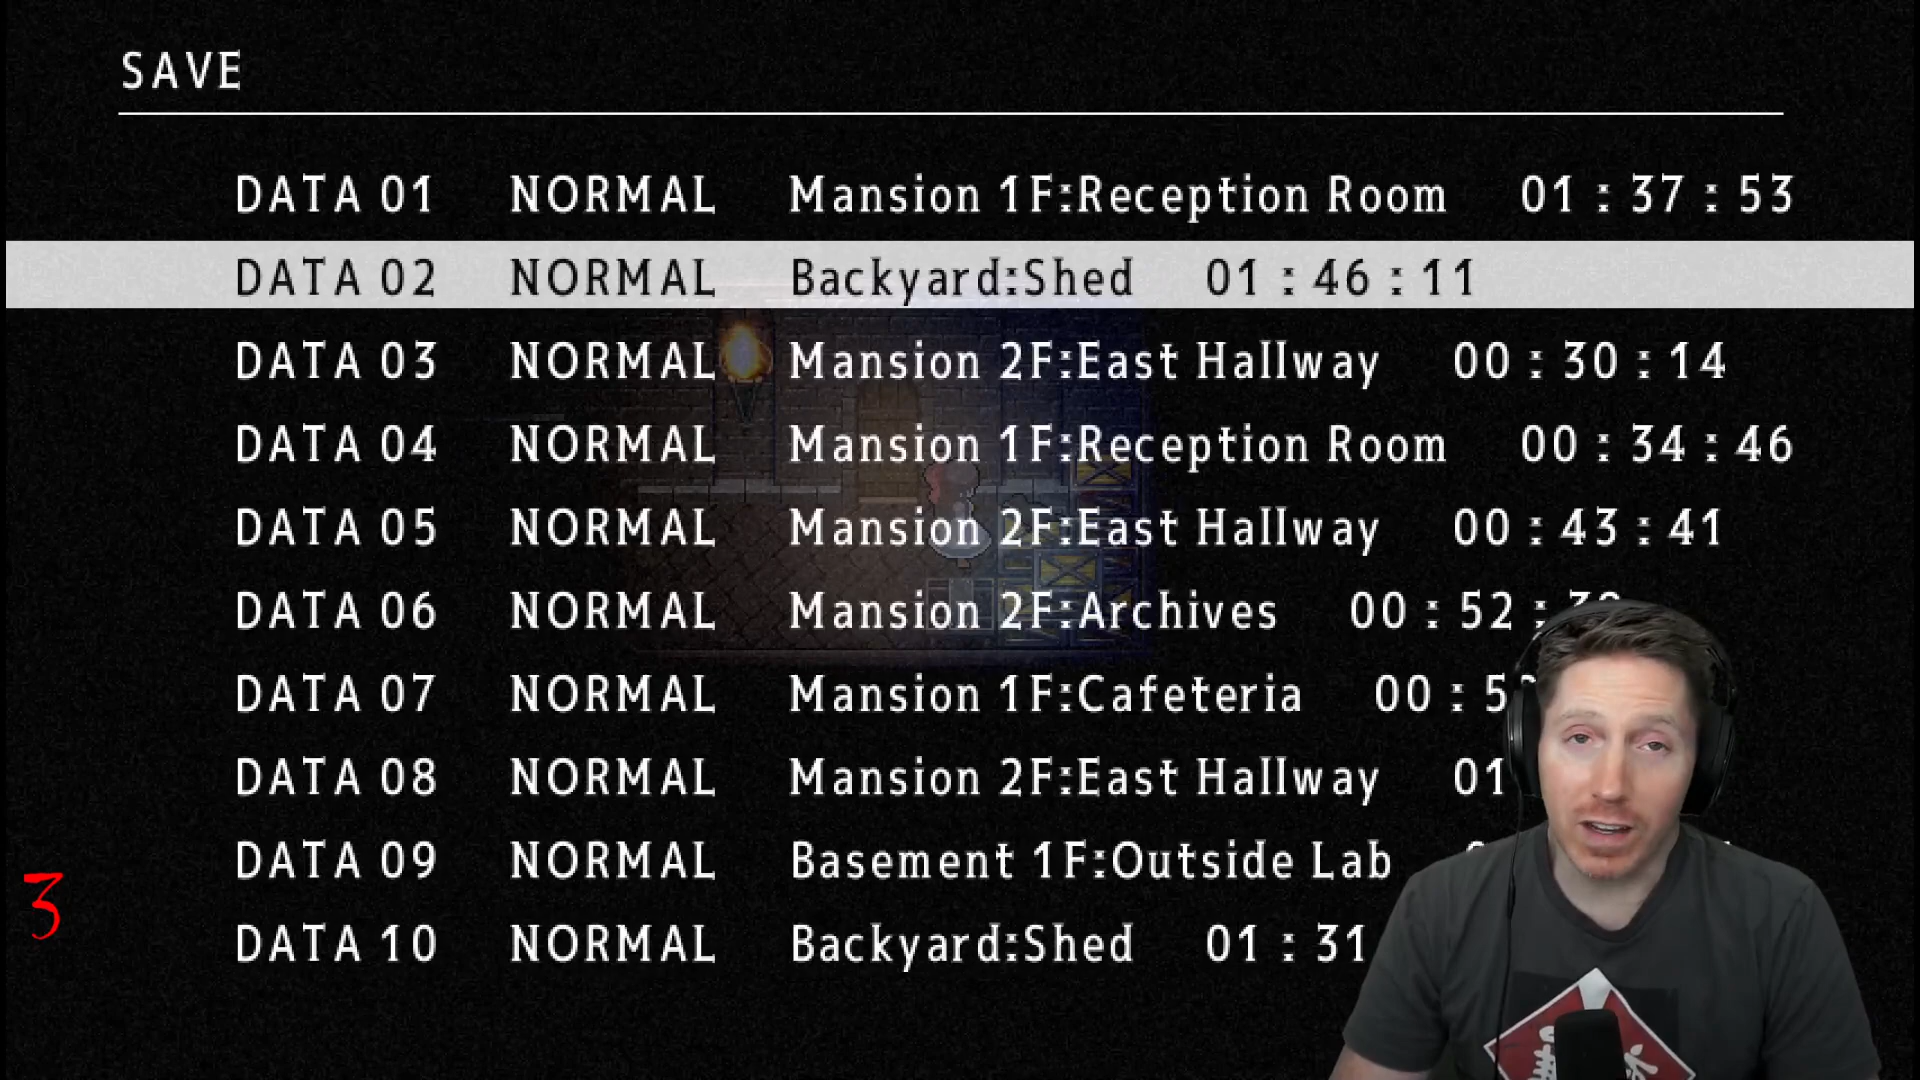 SAVE
DATA 01 NORMAL Mansion 1F:Reception Room 01 : 37 : 53
DATA 02 NORMAL Backyard:Shed 01 : 46 : 11
DATA 03 NORMAL Mansion 2F:East Hallway 00 : 30 : 14
DATA 04 NORMAL Mansion 1F:Reception Room 00 : 34 : 46
DATA 05 NORMAL Mansion 2F:East Hallway 00 : 43 : 41
DATA 06 NORMAL Mansion 2F:Archives 00 : 52 :
DATA 07 NORMAL Mansion 1F:Cafeteria 00 : 5
DATA 08 NORMAL Mansion 2F:East Hallway 01
DATA 09 NORMAL Basement 1F:Outside Lab
3
DATA 10 NORMAL Backyard:Shed 01 : 31